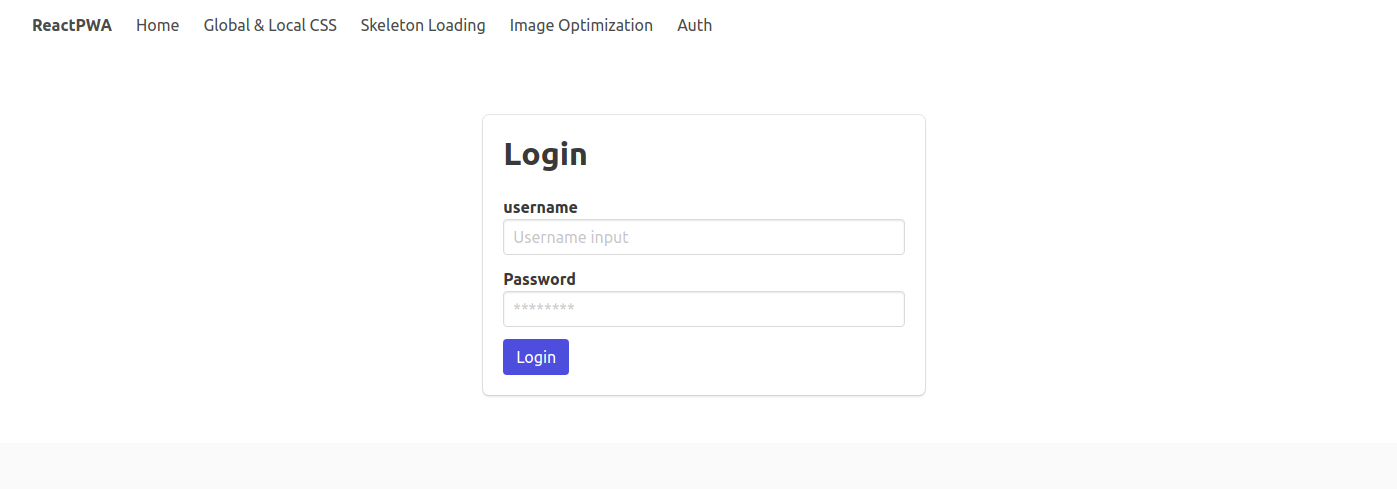 ReactPWA Home Global & Local CSS Skeleton Loading Image Optimization Auth
Login
username
Username input
Password
********
Login